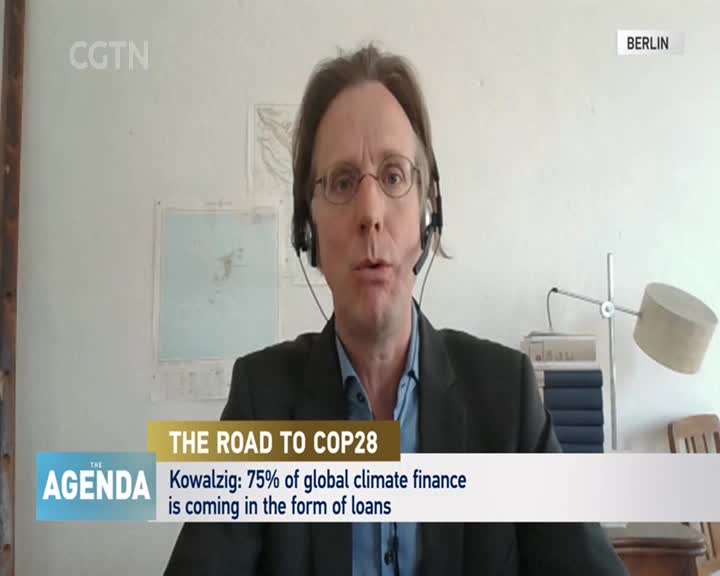 CGTN
BERLIN
THE ROAD TO COP28
THE
AGENDA
Kowalzig: 75% of global climate finance
is coming in the form of loans